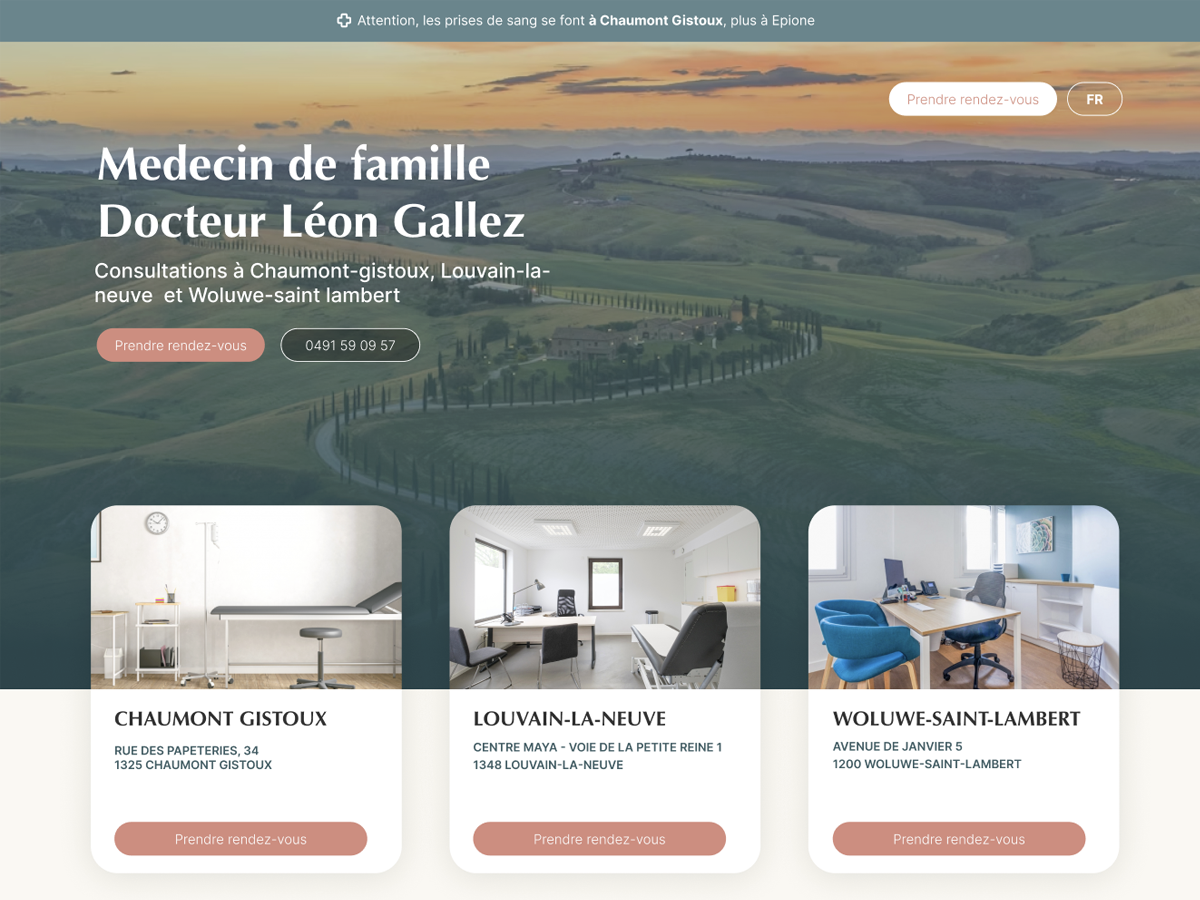 Attention, les prises de sang se font à Chaumont Gistoux, plus à Epione
Prendre rendez-vous
FR
Medecin de famille
Docteur Léon Gallez
Consultations à Chaumont-gistoux, Louvain-la-
neuve et Woluwe-saint lambert
Prendre rendez-vous
0491 59 09 57
CHAUMONT GISTOUX
RUE DES PAPETERIES, 34
1325 CHAUMONT GISTOUX
Prendre rendez-vous
LOUVAIN-LA-NEUVE
CENTRE MAYA - VOIE DE LA PETITE REINE 1
1348 LOUVAIN-LA-NEUVE
Prendre rendez-vous
WOLUWE-SAINT-LAMBERT
AVENUE DE JANVIER 5
1200 WOLUWE-SAINT-LAMBERT
Prendre rendez-vous